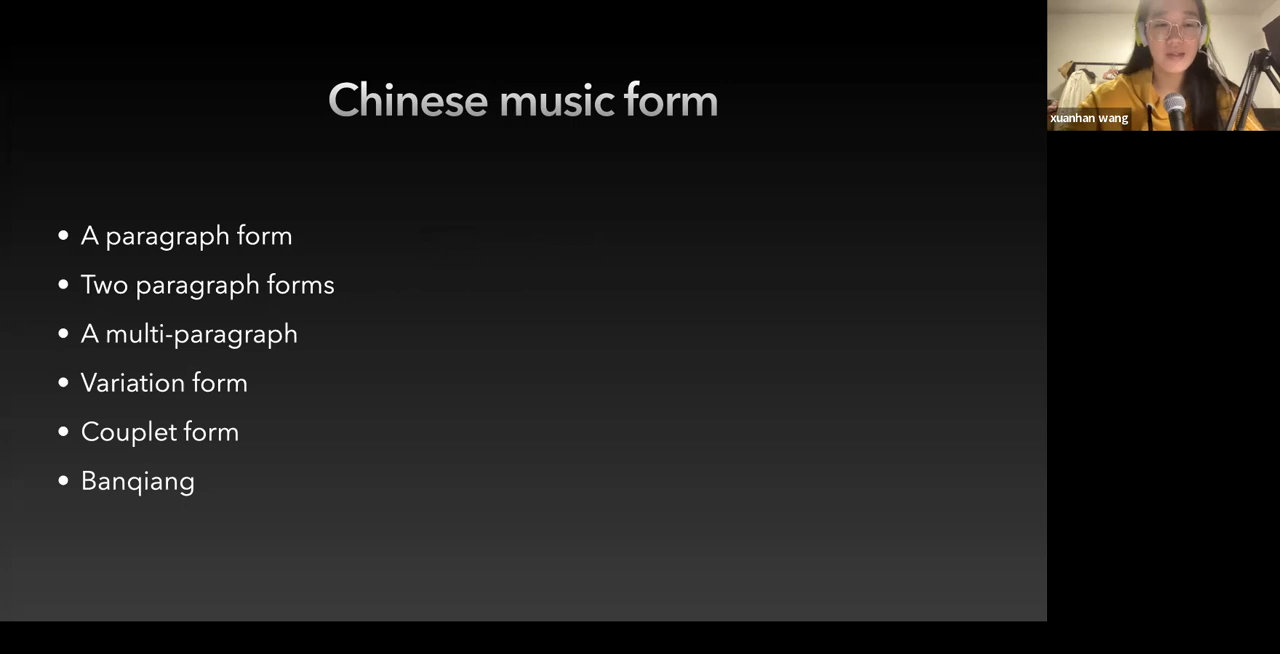 Chinese music form
xuanhan wang
• A paragraph form
• Two paragraph forms
• A multi-paragraph
• Variation form
• Couplet form
• Banqiang